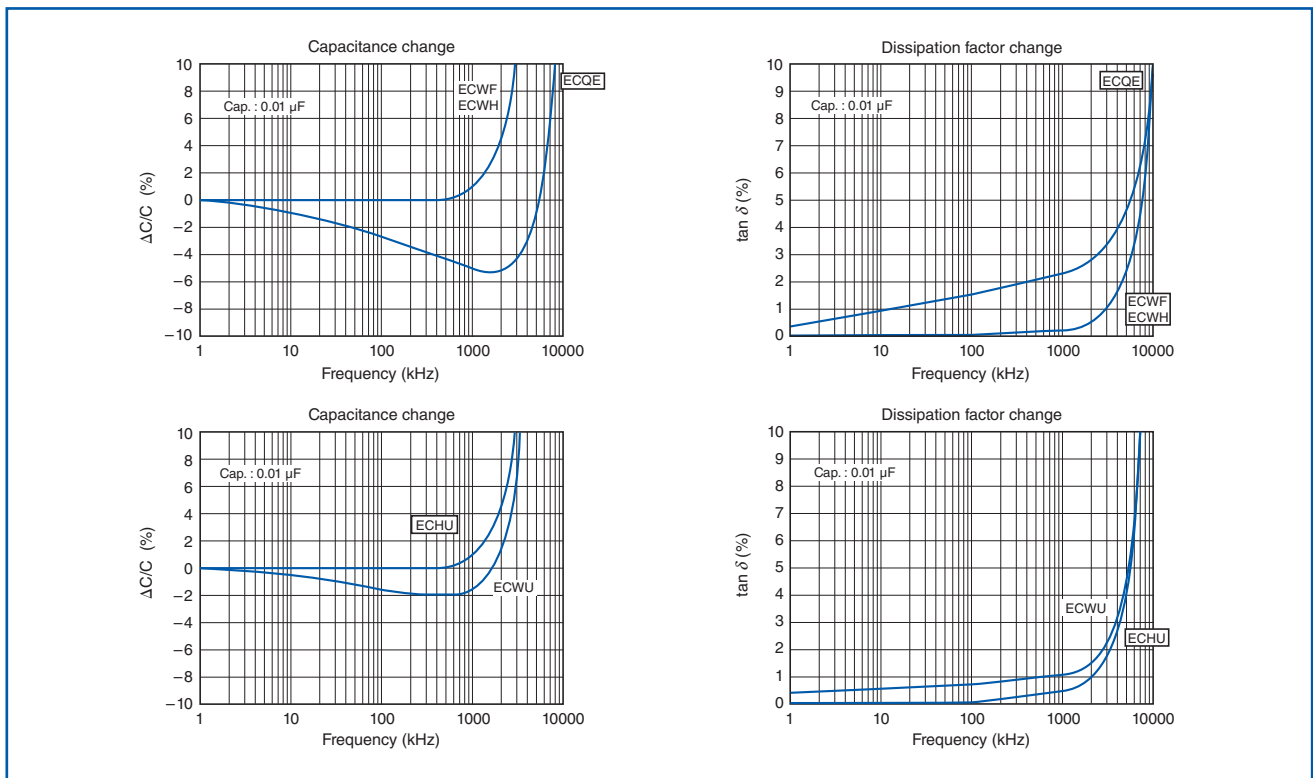 Capacitance change
10
8
6
4
2
0
−2
−4
−6
−8
−10
ΔC/C (%)
Cap. : 0.01 µF
ECWF
ECWH
ECQE
1
10
100
1000
10000
Frequency (kHz)
Dissipation factor change
10
9
8
7
6
5
4
3
2
1
0
tan δ (%)
Cap. : 0.01 µF
ECQE
ECWF
ECWH
1
10
100
1000
10000
Frequency (kHz)
Capacitance change
10
8
6
4
2
0
−2
−4
−6
−8
−10
ΔC/C (%)
Cap. : 0.01 µF
ECHU
ECWU
1
10
100
1000
10000
Frequency (kHz)
Dissipation factor change
10
9
8
7
6
5
4
3
2
1
0
tan δ (%)
Cap. : 0.01 µF
ECWU
ECHU
1
10
100
1000
10000
Frequency (kHz)